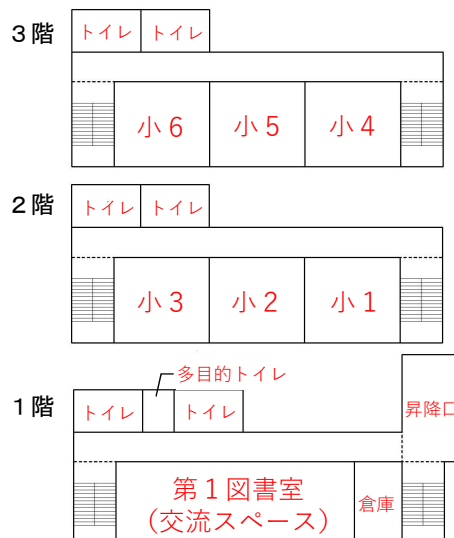 3階
トイレ トイレ
小6 小5 小4
2階
トイレ トイレ
小3 小2 小1
多目的トイレ
1階
トイレ トイレ 昇降口
第1図書室
(交流スペース)
倉庫